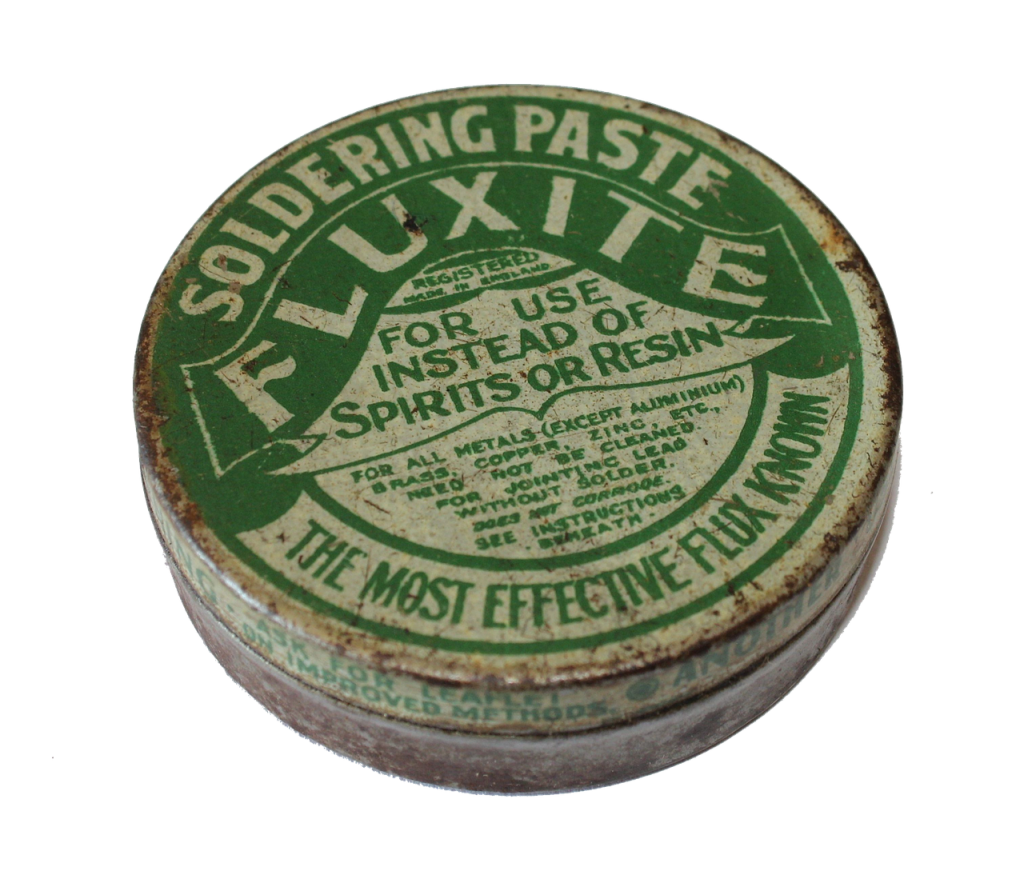 SOLDERING PASTE
FLUXITE
REGISTERED
MADE IN ENGLAND
FOR USE
INSTEAD OF
SPIRITS OR RESIN
FOR ALL METALS (EXCEPT ALUMINIUM)
BRASS, COPPER, ZINC, ETC.,
NEED NOT BE CLEANED
FOR JOINTING LEAD
WITHOUT SOLDER.
DOES NOT CORRODE.
SEE INSTRUCTIONS
BENEATH
THE MOST EFFECTIVE FLUX KNOWN
ASK FOR LEAFLET
ON IMPROVED METHODS.
ANOTHER